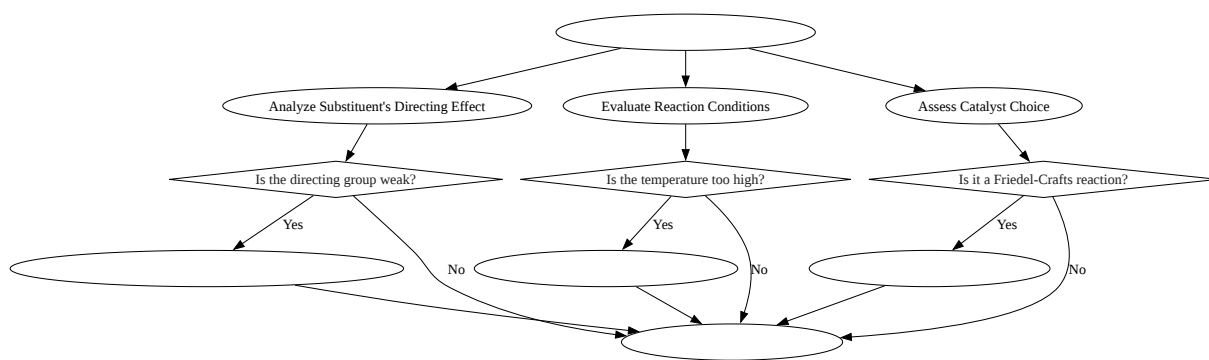 Analyze Substituent's Directing Effect
Evaluate Reaction Conditions
Assess Catalyst Choice
Is the directing group weak?
Is the temperature too high?
Is it a Friedel-Crafts reaction?
Yes
Yes
Yes
No
No
No